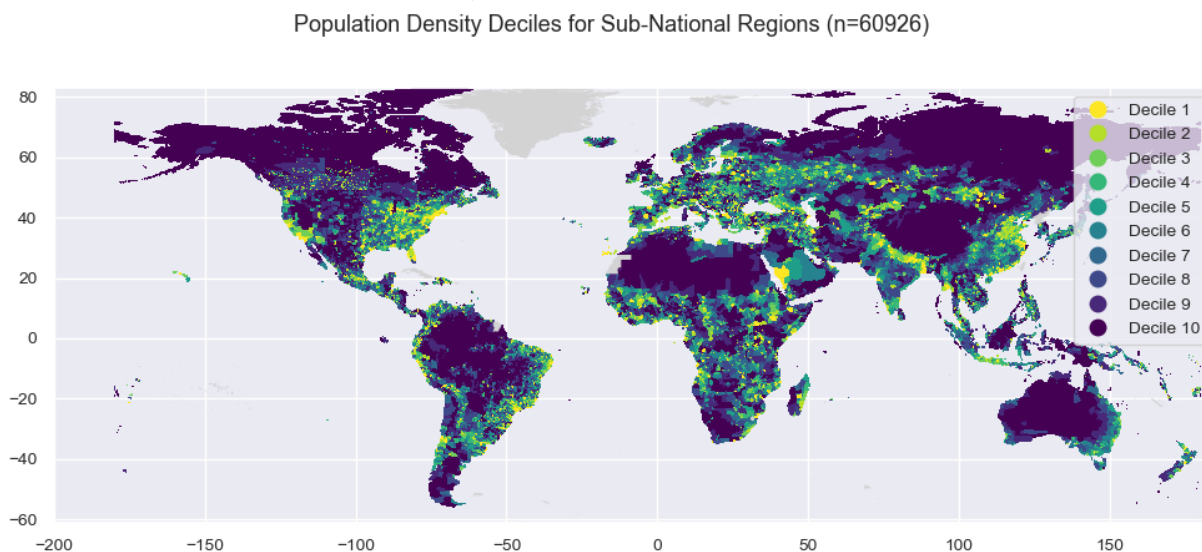 Population Density Deciles for Sub-National Regions (n=60926)
80
60
40
20
0
−20
−40
−60
−200
−150
−100
−50
0
50
100
150
Decile 1
Decile 2
Decile 3
Decile 4
Decile 5
Decile 6
Decile 7
Decile 8
Decile 9
Decile 10